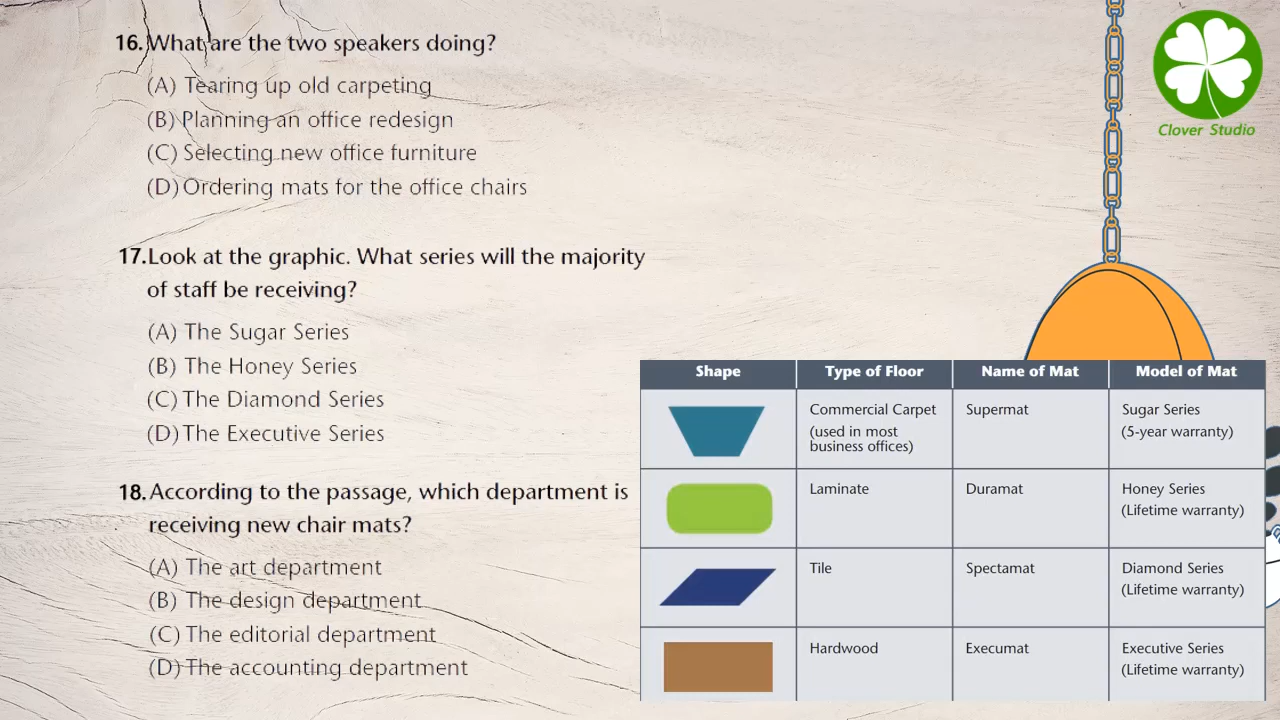 16. What are the two speakers doing?
(A) Tearing up old carpeting
(B) Planning an office redesign
(C) Selecting new office furniture
(D) Ordering mats for the office chairs
17. Look at the graphic. What series will the majority
of staff be receiving?
(A) The Sugar Series
(B) The Honey Series
(C) The Diamond Series
(D) The Executive Series
18. According to the passage, which department is
receiving new chair mats?
(A) The art department
(B) The design department
(C) The editorial department
(D) The accounting department
Clover Studio
Shape Type of Floor Name of Mat Model of Mat
Commercial Carpet Supermat Sugar Series
(used in most (5-year warranty)
business offices)
Laminate Duramat Honey Series
(Lifetime warranty)
Tile Spectamat Diamond Series
(Lifetime warranty)
Hardwood Execumat Executive Series
(Lifetime warranty)